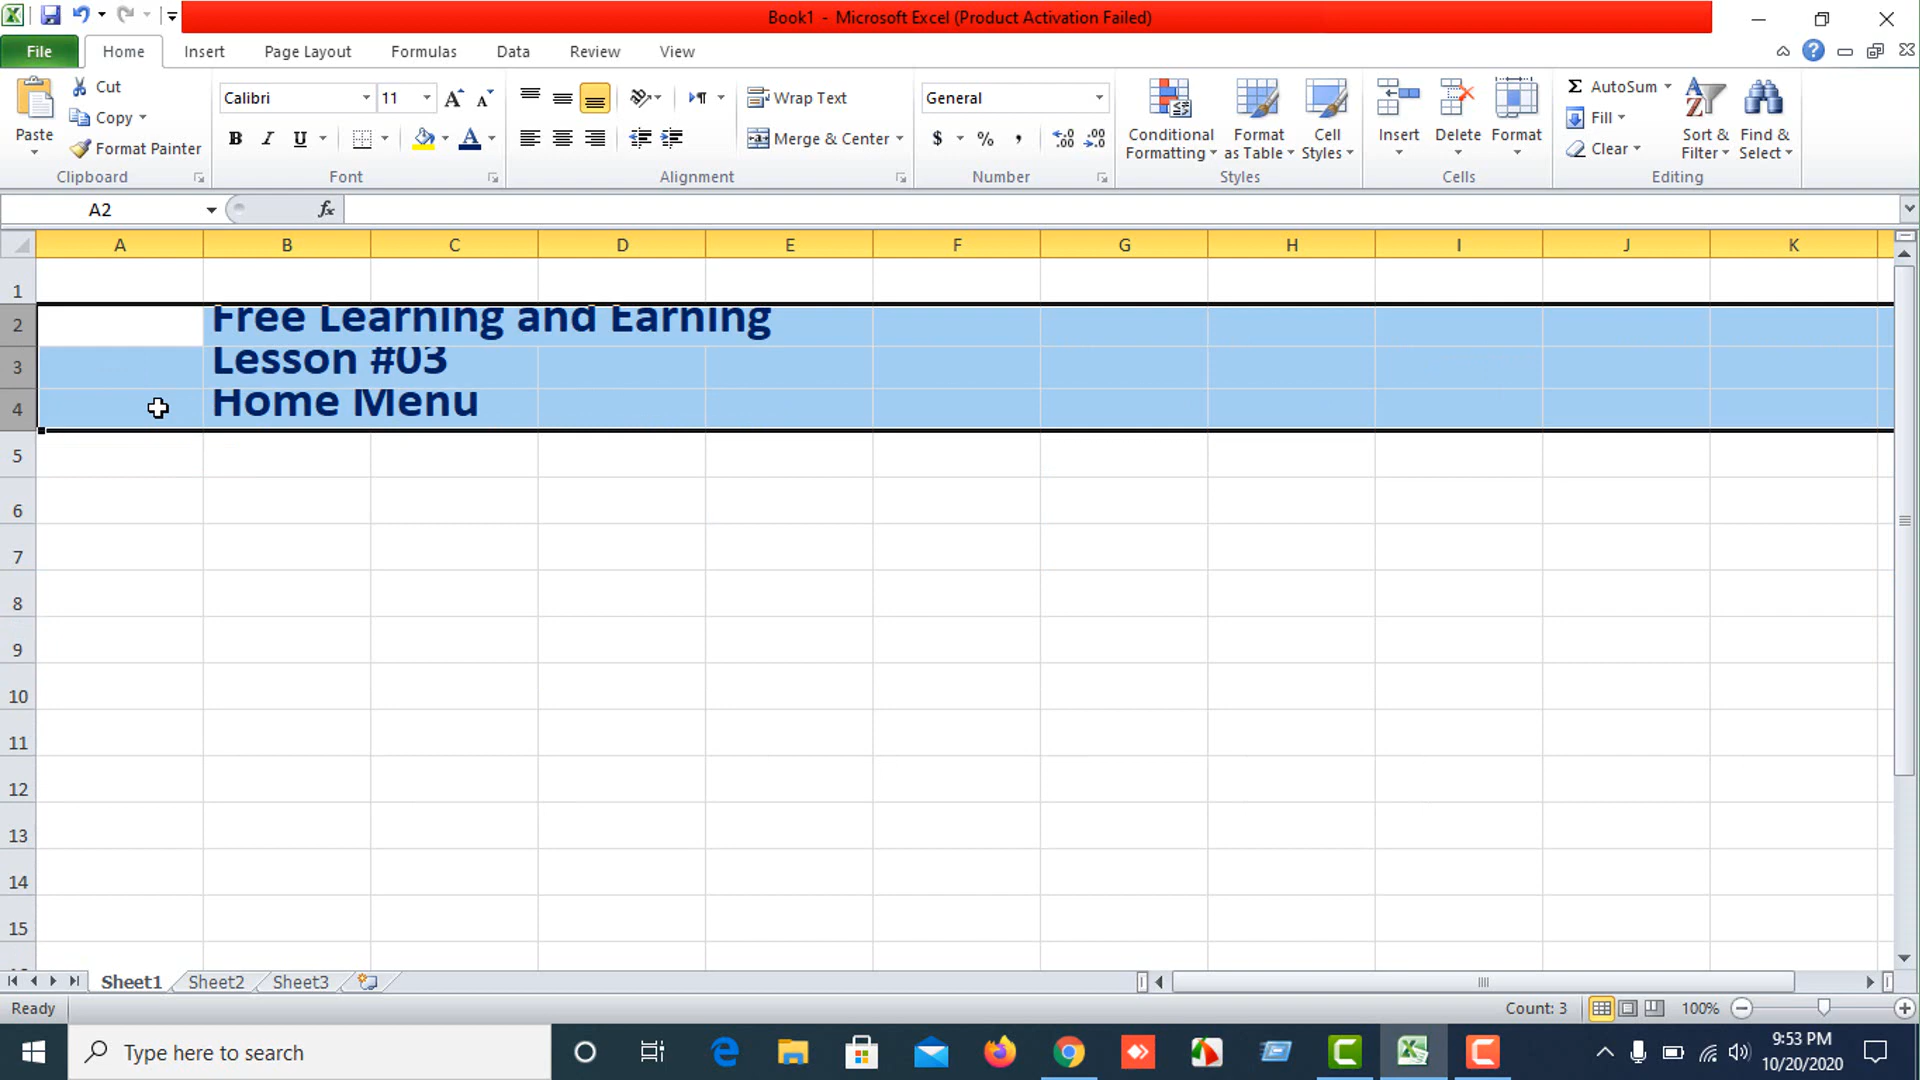 Book1 - Microsoft Excel (Product Activation Failed)
File Home Insert Page Layout Formulas Data Review View
Paste Cut Copy Format Painter Clipboard
Calibri 11 B I U A Font
Wrap Text Merge & Center Alignment
General $ % , Number
Conditional Formatting Format as Table Cell Styles Styles
Insert Delete Format Cells
Σ AutoSum Fill Clear Sort & Filter Find & Select Editing
A2 fx
A B C D E F G H I J K
1
2 Free Learning and Earning
3 Lesson #03
4 Home Menu
5
6
7
8
9
10
11
12
13
14
15
Sheet1 Sheet2 Sheet3
Ready Count: 3 100%
Type here to search 9:53 PM
10/20/2020